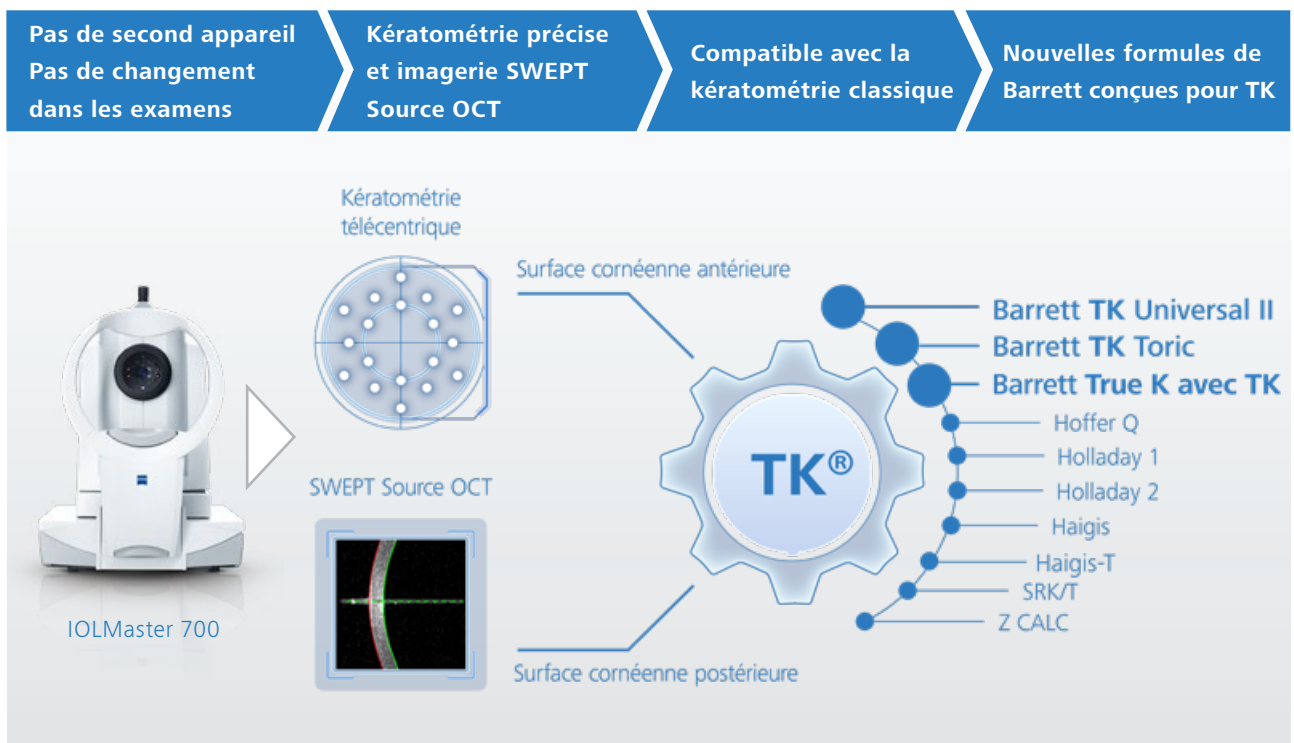 Pas de second appareil
Pas de changement
dans les examens
Kératométrie précise
et imagerie SWEPT
Source OCT
Compatible avec la
kératométrie classique
Nouvelles formules de
Barrett conçues pour TK
Kératométrie
télécentrique
SWEPT Source OCT
IOLMaster 700
Surface cornéenne antérieure
Surface cornéenne postérieure
TK®
Barrett TK Universal II
Barrett TK Toric
Barrett True K avec TK
Hoffer Q
Holladay 1
Holladay 2
Haigis
Haigis-T
SRK/T
Z CALC